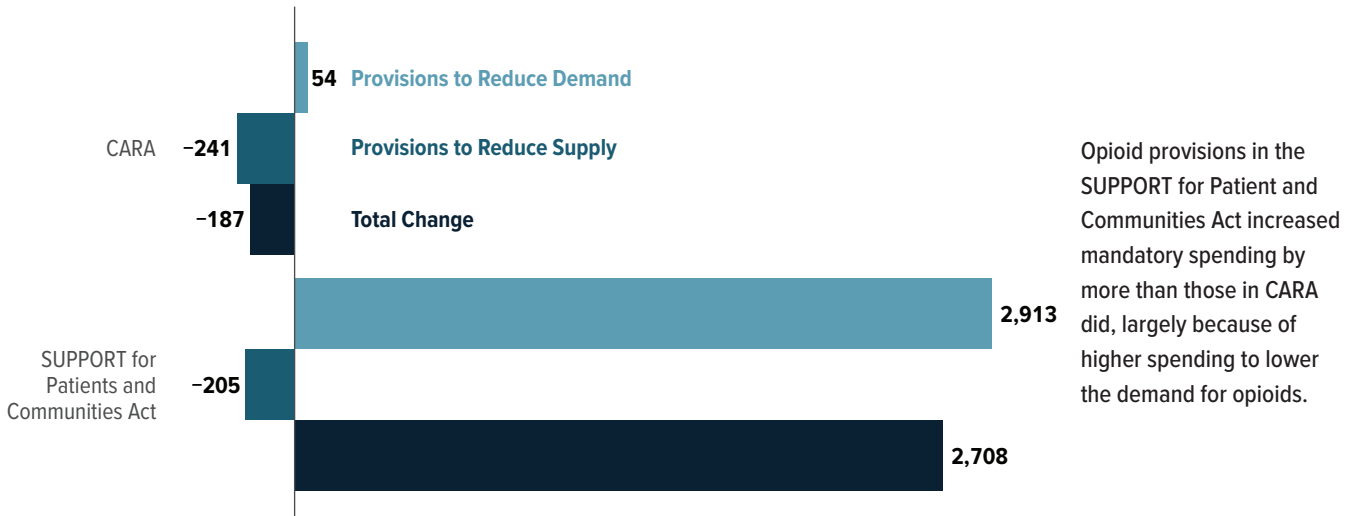 54 Provisions to Reduce Demand
CARA −241 Provisions to Reduce Supply
−187 Total Change
2,913
SUPPORT for
Patients and
Communities Act
−205
2,708
Opioid provisions in the
SUPPORT for Patient and
Communities Act increased
mandatory spending by
more than those in CARA
did, largely because of
higher spending to lower
the demand for opioids.